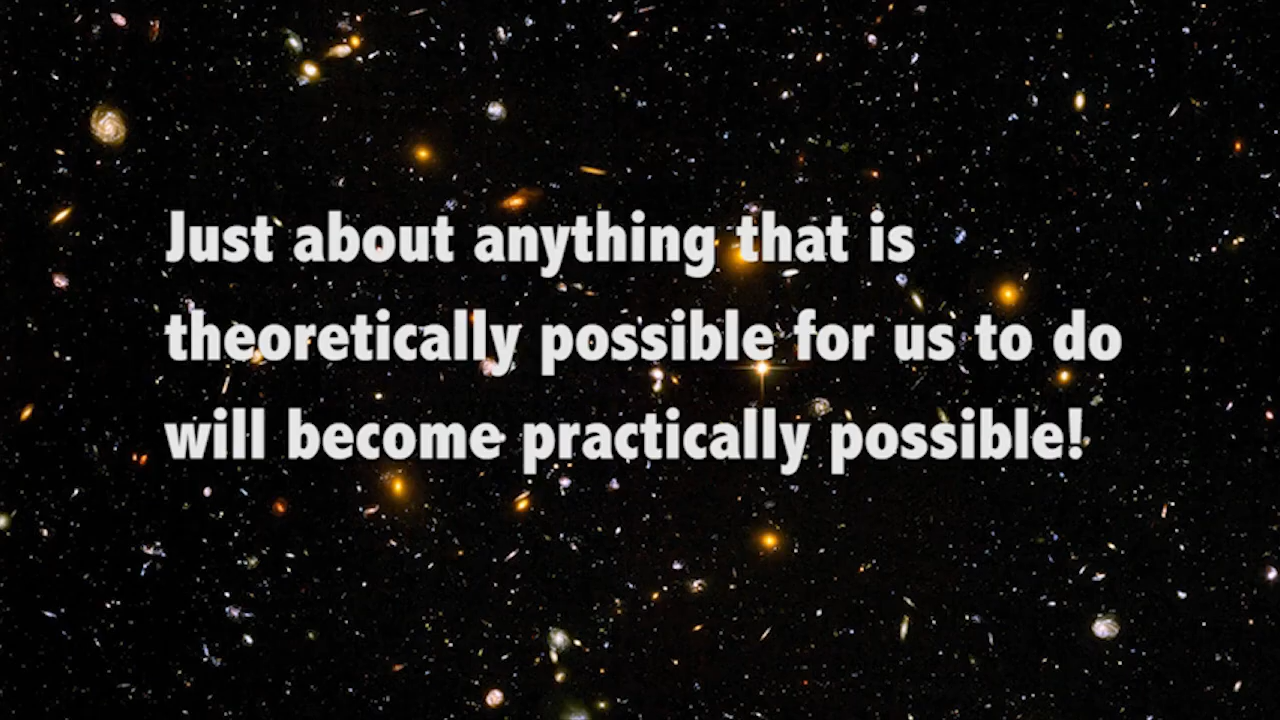 Just about anything that is
theoretically possible for us to do
will become practically possible!